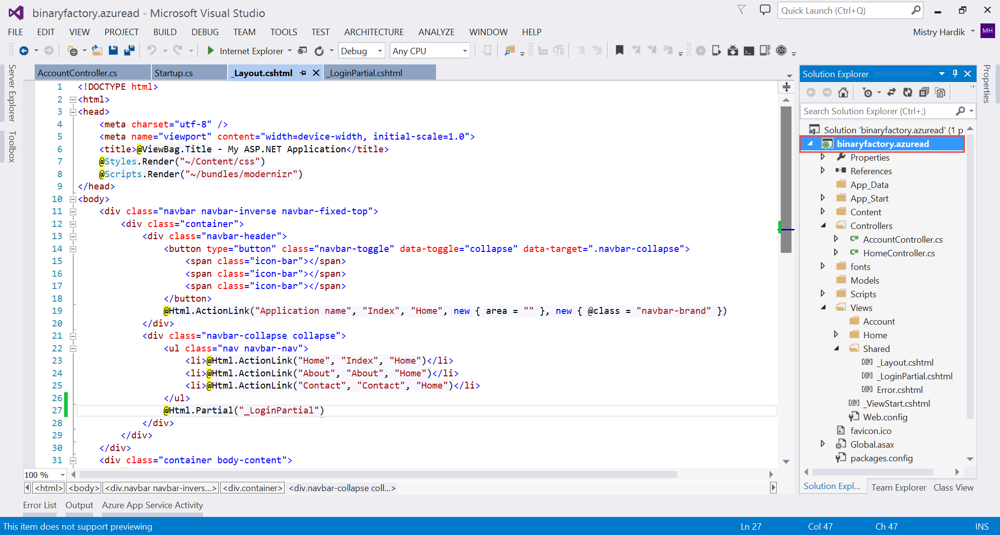 binaryfactory.azuread - Microsoft Visual Studio
Quick Launch (Ctrl+Q)
FILE EDIT VIEW PROJECT BUILD DEBUG TEAM TOOLS TEST ARCHITECTURE ANALYZE WINDOW HELP
Mistry Hardik MH
Internet Explorer Debug Any CPU
Server Explorer
Toolbox
AccountController.cs Startup.cs _Layout.cshtml _LoginPartial.cshtml
1 <!DOCTYPE html>
2 <html>
3 <head>
4 <meta charset="utf-8" />
5 <meta name="viewport" content="width=device-width, initial-scale=1.0">
6 <title>@ViewBag.Title - My ASP.NET Application</title>
7 @Styles.Render("~/Content/css")
8 @Scripts.Render("~/bundles/modernizr")
9 </head>
10 <body>
11 <div class="navbar navbar-inverse navbar-fixed-top">
12 <div class="container">
13 <div class="navbar-header">
14 <button type="button" class="navbar-toggle" data-toggle="collapse" data-target=".navbar-collapse">
15 <span class="icon-bar"></span>
16 <span class="icon-bar"></span>
17 <span class="icon-bar"></span>
18 </button>
19 @Html.ActionLink("Application name", "Index", "Home", new { area = "" }, new { @class = "navbar-brand" })
20 </div>
21 <div class="navbar-collapse collapse">
22 <ul class="nav navbar-nav">
23 <li>@Html.ActionLink("Home", "Index", "Home")</li>
24 <li>@Html.ActionLink("About", "About", "Home")</li>
25 <li>@Html.ActionLink("Contact", "Contact", "Home")</li>
26 </ul>
27 @Html.Partial("_LoginPartial")
28 </div>
29 </div>
30 </div>
31 <div class="container body-content">
100 %
<html> <body> <div.navbar navbar-invers...> <div.container> <div.navbar-collapse coll...>
Solution Explorer
Search Solution Explorer (Ctrl+;)
Solution 'binaryfactory.azuread' (1 p
binaryfactory.azuread
Properties
References
App_Data
App_Start
Content
Controllers
C# AccountController.cs
C# HomeController.cs
fonts
Models
Scripts
Views
Account
Home
Shared
[@] _Layout.cshtml
[@] _LoginPartial.cshtml
[@] Error.cshtml
[@] _ViewStart.cshtml
Web.config
favicon.ico
Global.asax
packages.config
Solution Expl... Team Explorer Class View
Properties
Error List Output Azure App Service Activity
This item does not support previewing Ln 27 Col 47 Ch 47 INS